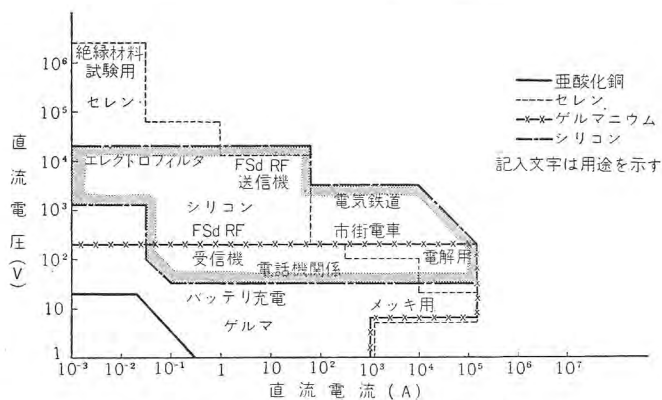 10⁶
10⁵
10⁴
10³
10²
10
1
直流電圧(V)
絶縁材料
試験用
セレン
エレクトロフィルタ
FSd RF
送信機
電気鉄道
シリコン
FSd RF
市街電車
受信機
電解用
電話機関係
バッテリ充電
メッキ用
ゲルマ
亜酸化銅
セレン
ゲルマニウム
シリコン
記入文字は用途を示す
10⁻³ 10⁻² 10⁻¹ 1 10 10² 10³ 10⁴ 10⁵ 10⁶ 10⁷
直流電流(A)